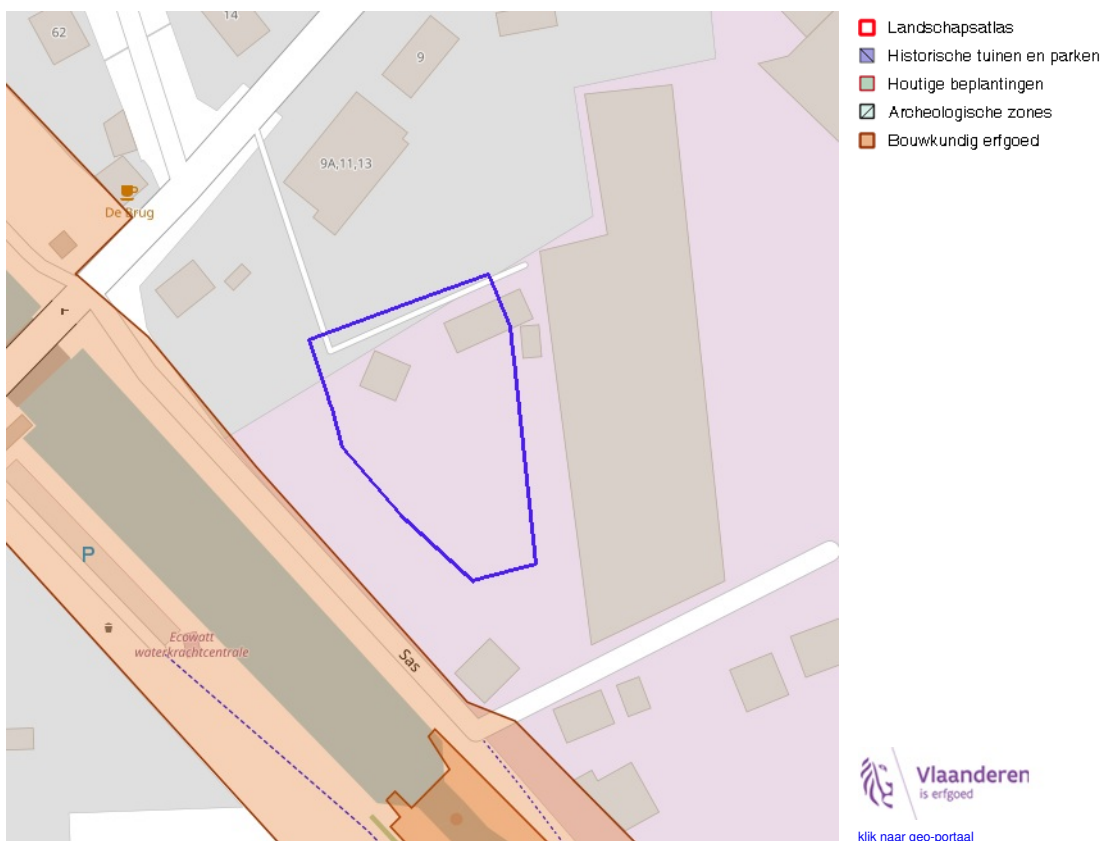 62
14
9
9A,11,13
De Brug
P
Ecowatt
waterkrachtcentrale
Sas
Landschapsatlas
Historische tuinen en parken
Houtige beplantingen
Archeologische zones
Bouwkundig erfgoed
Vlaanderen
is erfgoed
klik naar geo-portaal